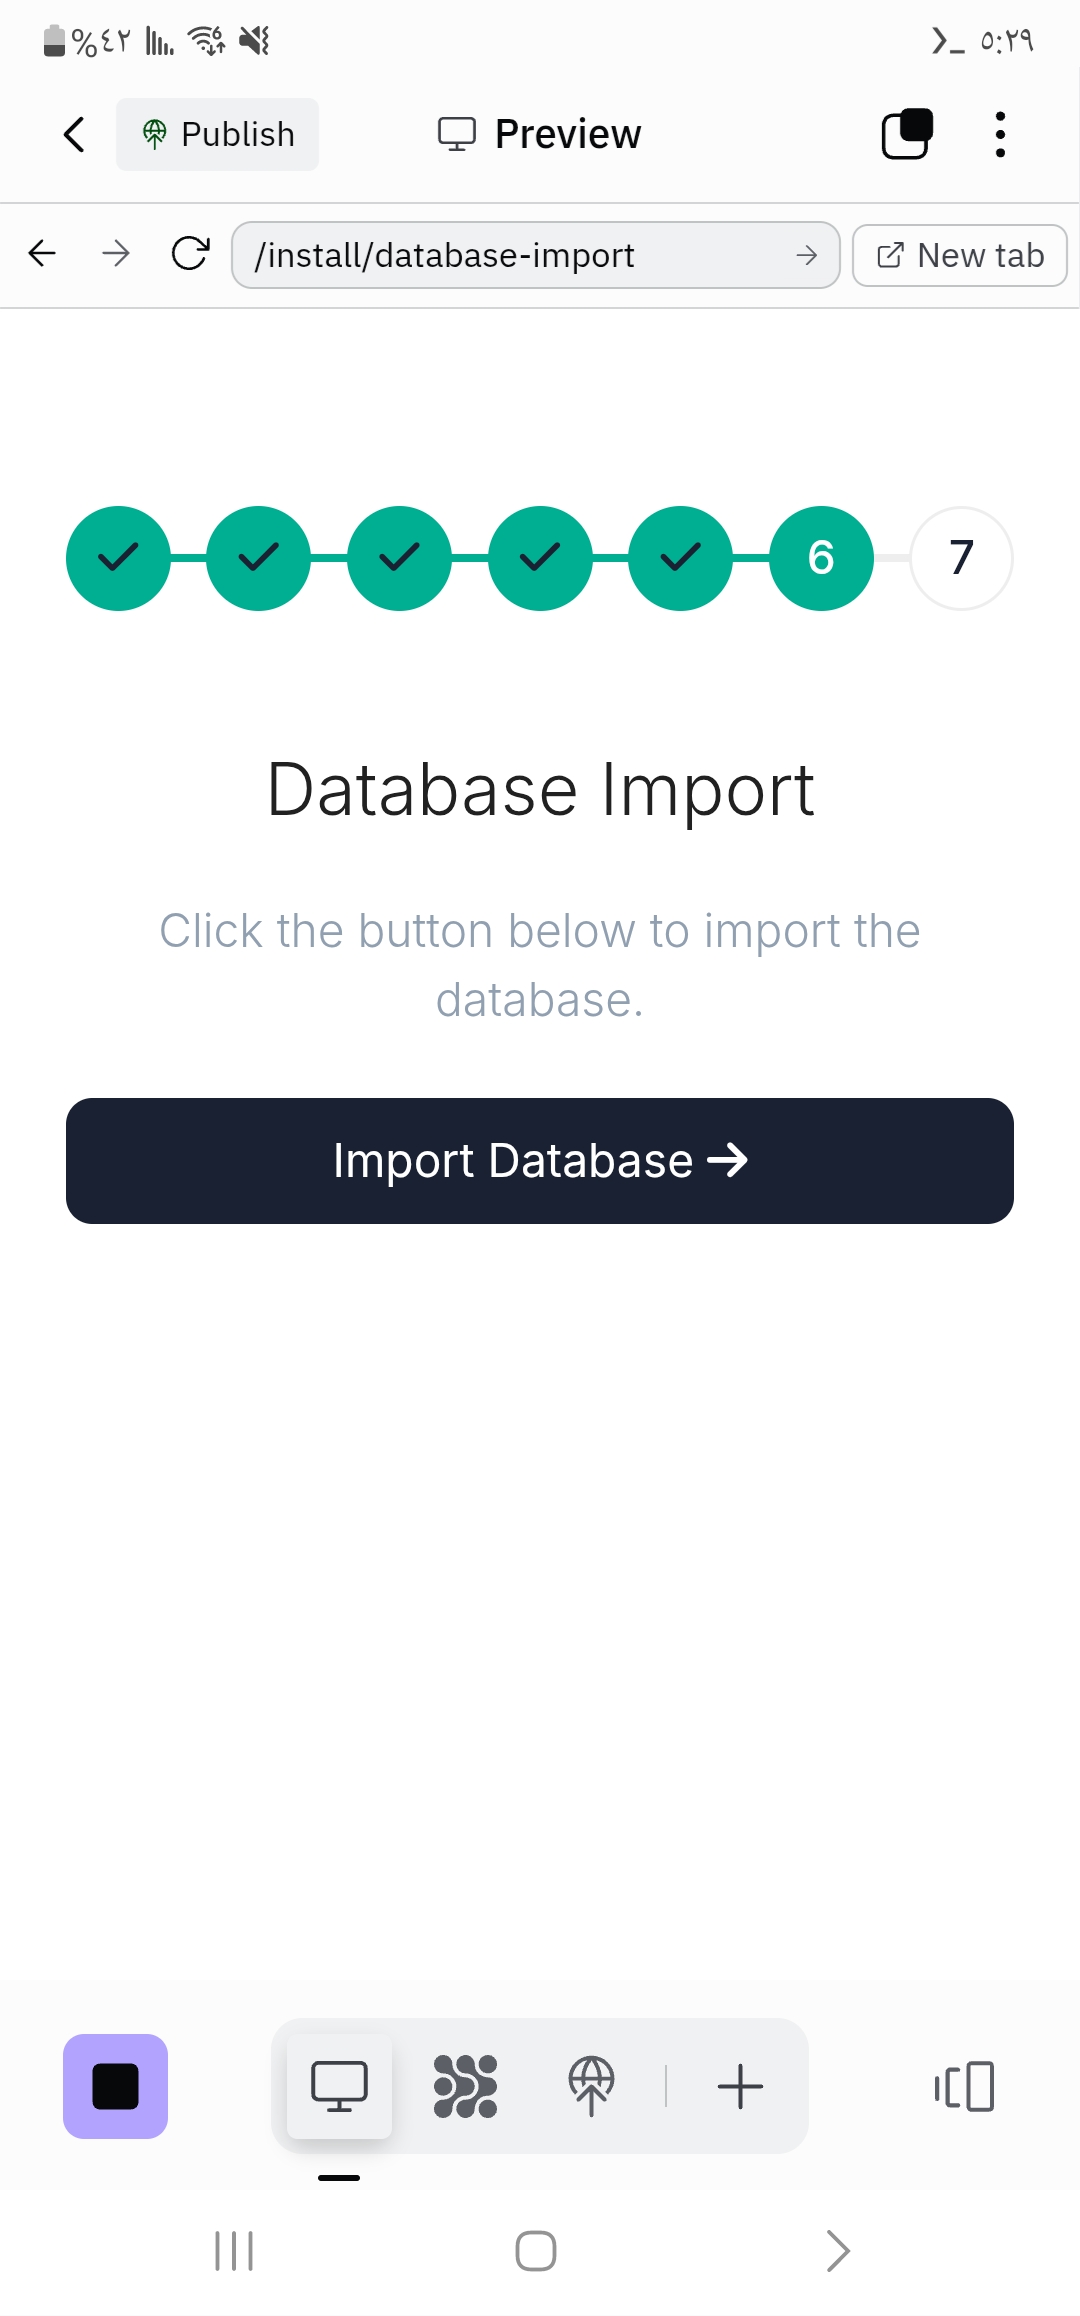 %٤٢
٥:٢٩
Publish
Preview
/install/database-import
New tab
6
7
Database Import
Click the button below to import the
database.
Import Database